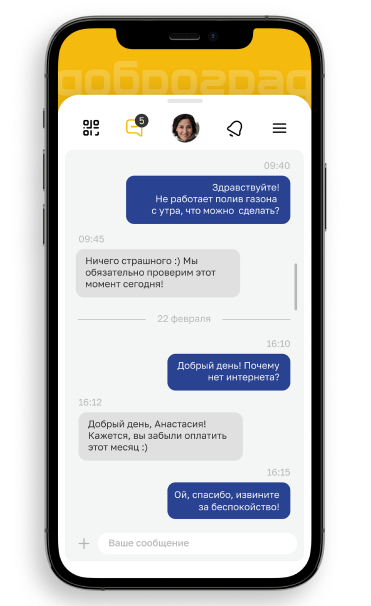 доброград
5
09:40
Здравствуйте!
Не работает полив газона
с утра, что можно сделать?
09:45
Ничего страшного :) Мы
обязательно проверим этот
момент сегодня!
22 февраля
16:10
Добрый день! Почему
нет интернета?
16:12
Добрый день, Анастасия!
Кажется, вы забыли оплатить
этот месяц :)
16:15
Ой, спасибо, извините
за беспокойство!
+ Ваше сообщение